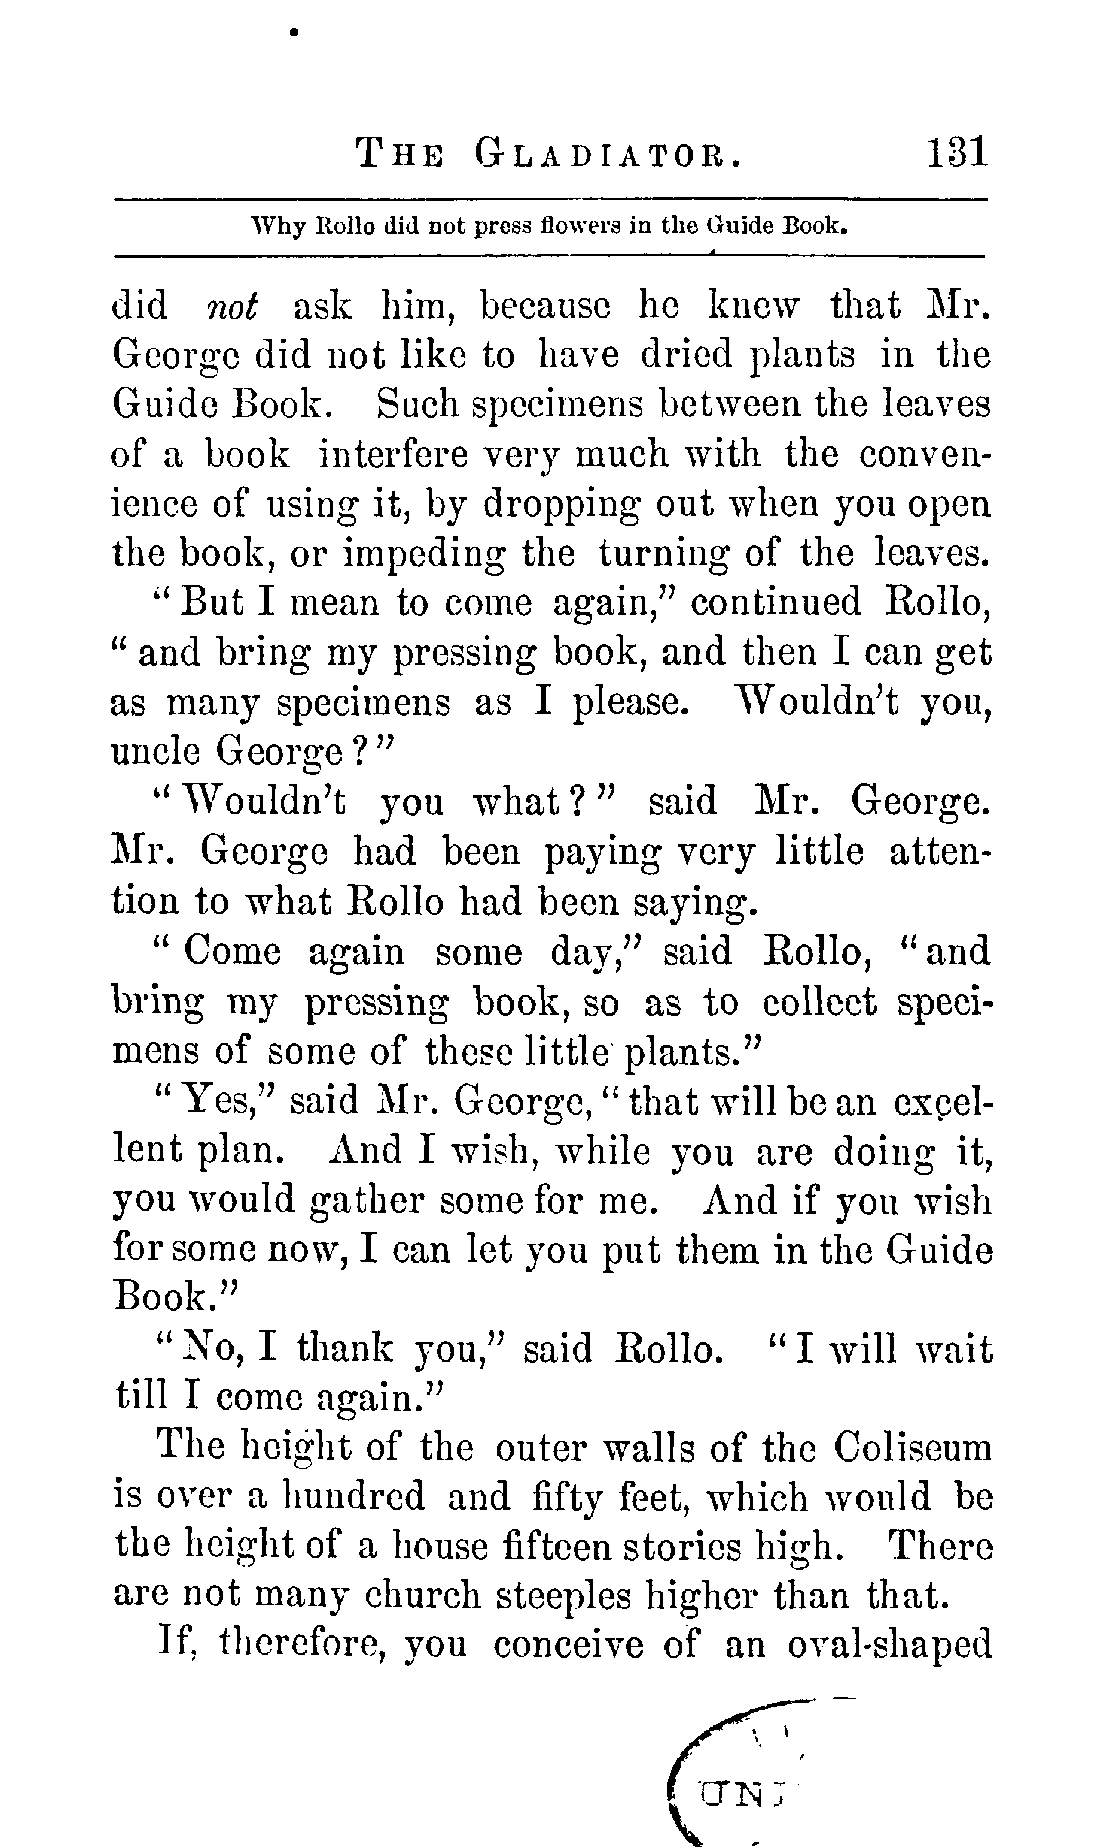 THE GLADIATOR. 131
Why Rollo did not press flowers in the Guide Book.
did not ask him, because he knew that Mr.
George did not like to have dried plants in the
Guide Book. Such specimens between the leaves
of a book interfere very much with the conven-
ience of using it, by dropping out when you open
the book, or impeding the turning of the leaves.
“ But I mean to come again,” continued Rollo,
“ and bring my pressing book, and then I can get
as many specimens as I please. Wouldn’t you,
uncle George ? ”
“ Wouldn’t you what ? ” said Mr. George.
Mr. George had been paying very little atten-
tion to what Rollo had been saying.
“ Come again some day,” said Rollo, “ and
bring my pressing book, so as to collect speci-
mens of some of these little plants.”
“ Yes,” said Mr. George, “ that will be an excel-
lent plan. And I wish, while you are doing it,
you would gather some for me. And if you wish
for some now, I can let you put them in the Guide
Book.”
“ No, I thank you,” said Rollo. “ I will wait
till I come again.”
The height of the outer walls of the Coliseum
is over a hundred and fifty feet, which would be
the height of a house fifteen stories high. There
are not many church steeples higher than that.
If, therefore, you conceive of an oval-shaped
UNI